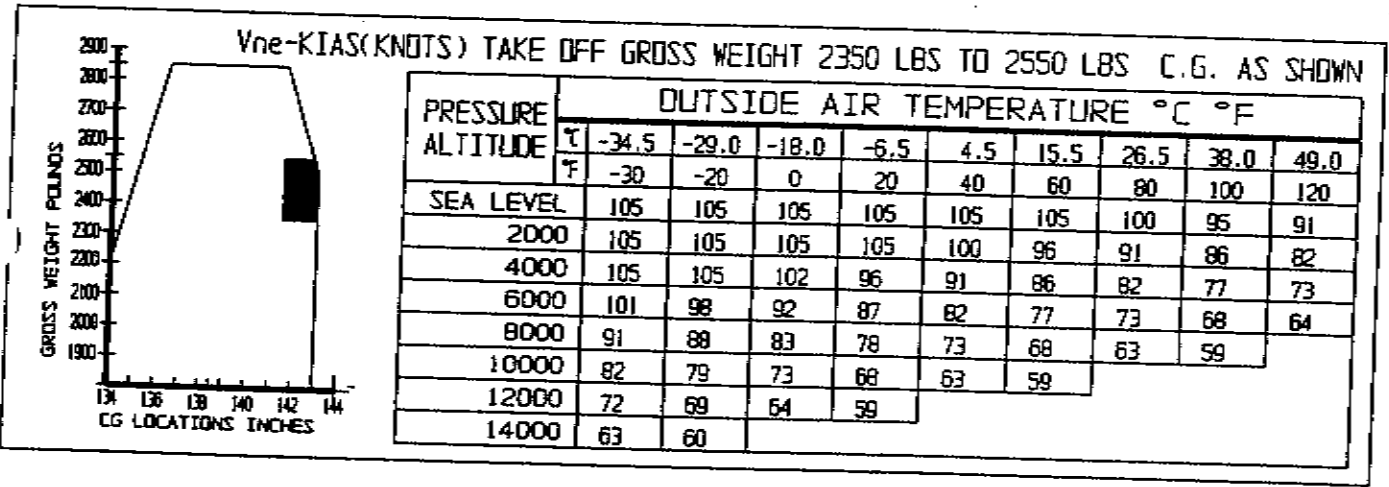 Vne-KIAS(KNOTS) TAKE OFF GROSS WEIGHT 2350 LBS TO 2550 LBS C.G. AS SHOWN
2900
2800
2700
2600
2500
2400
2300
2200
2100
2000
1900
GROSS WEIGHT POUNDS
134 136 138 140 142 144
CG LOCATIONS INCHES
PRESSURE ALTITUDE
OUTSIDE AIR TEMPERATURE °C °F
°C -34.5 -29.0 -18.0 -6.5 4.5 15.5 26.5 38.0 49.0
°F -30 -20 0 20 40 60 80 100 120
SEA LEVEL 105 105 105 105 105 105 100 95 91
2000 105 105 105 105 100 96 91 86 82
4000 105 105 102 96 91 86 82 77 73
6000 101 98 92 87 82 77 73 68 64
8000 91 88 83 78 73 68 63 59
10000 82 79 73 68 63 59
12000 72 69 64 59
14000 63 60